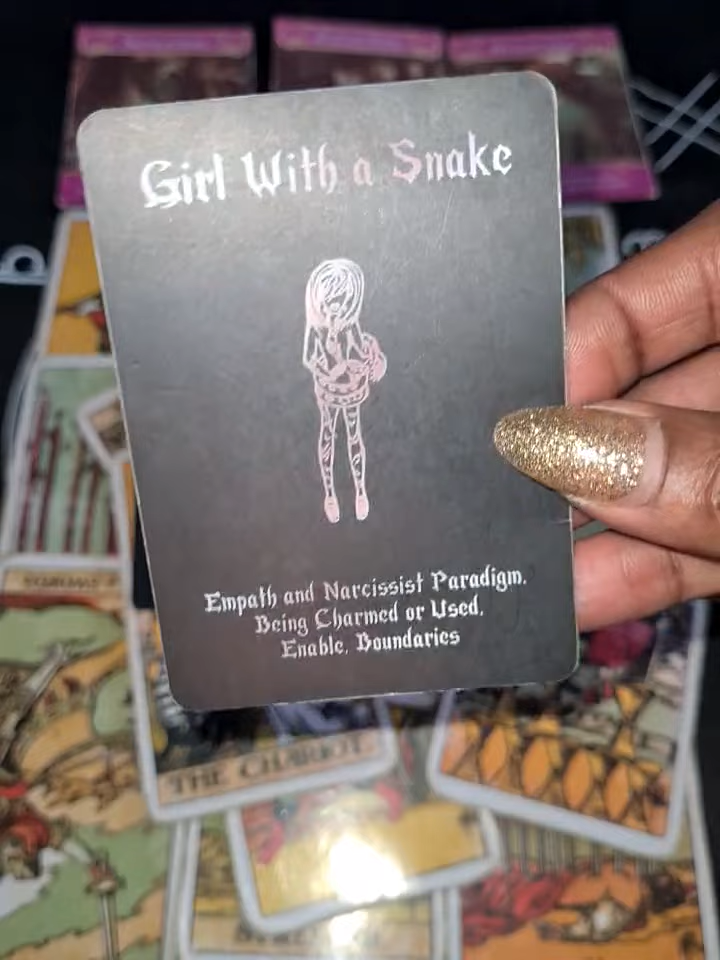 Girl With a Snake
Empath and Narcissist Paradigm,
Being Charmed or Used,
Enable, Boundaries
THE CHARIOT